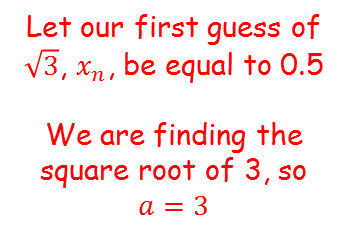 Let our first guess of
√3, xₙ, be equal to 0.5
We are finding the
square root of 3, so
a = 3